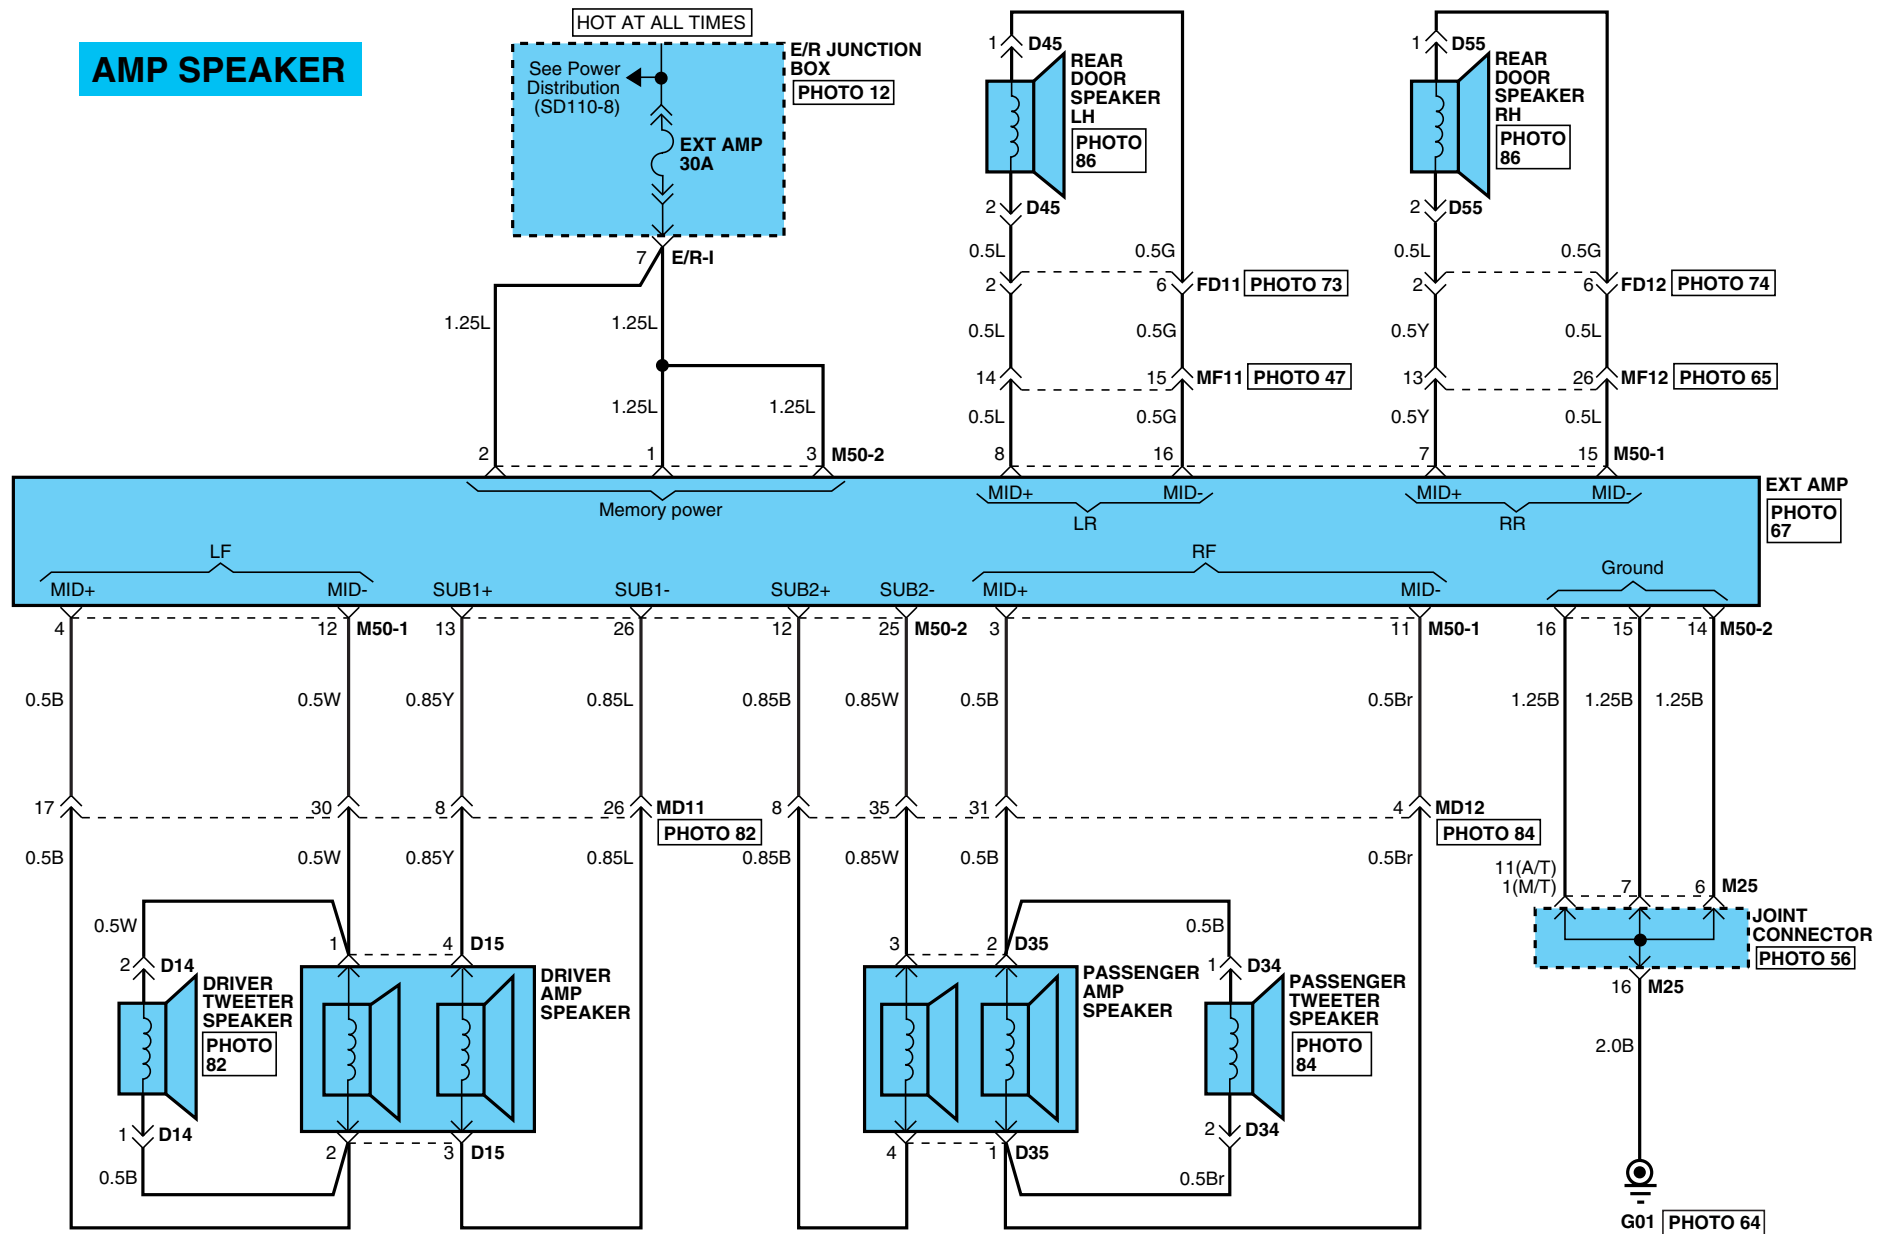 AMP SPEAKER
HOT AT ALL TIMES
See Power
Distribution
(SD110-8)
EXT AMP
30A
E/R JUNCTION
BOX
PHOTO 12
7 E/R-I
1 D45
REAR
DOOR
SPEAKER
LH
PHOTO
86
2 D45
1 D55
REAR
DOOR
SPEAKER
RH
PHOTO
86
2 D55
0.5L 0.5G 0.5L 0.5G
2 6 FD11 PHOTO 73 2 6 FD12 PHOTO 74
1.25L 1.25L 0.5L 0.5G 0.5Y 0.5L
14 15 MF11 PHOTO 47 13 26 MF12 PHOTO 65
1.25L 1.25L 0.5L 0.5G 0.5Y 0.5L
2 1 3 M50-2 8 16 7 15 M50-1
Memory power
MID+ MID- MID+ MID-
LR RR
EXT AMP
PHOTO
67
LF RF Ground
MID+ MID- SUB1+ SUB1- SUB2+ SUB2- MID+ MID-
4 12 M50-1 13 26 12 25 M50-2 3 11 M50-1 16 15 14 M50-2
0.5B 0.5W 0.85Y 0.85L 0.85B 0.85W 0.5B 0.5Br 1.25B 1.25B 1.25B
17 30 8 26 MD11 8 35 31 4 MD12
PHOTO 82 PHOTO 84
0.5B 0.5W 0.85Y 0.85L 0.85B 0.85W 0.5B 0.5Br
11(A/T)
1(M/T) 7 6 M25
JOINT
CONNECTOR
PHOTO 56
16 M25
2.0B
G01 PHOTO 64
0.5W
2 D14
DRIVER
TWEETER
SPEAKER
PHOTO
82
1 D14
0.5B
1 4 D15
DRIVER
AMP
SPEAKER
2 3 D15
3 2 D35
PASSENGER
AMP
SPEAKER
4 1 D35
0.5B
1 D34
PASSENGER
TWEETER
SPEAKER
PHOTO
84
2 D34
0.5Br